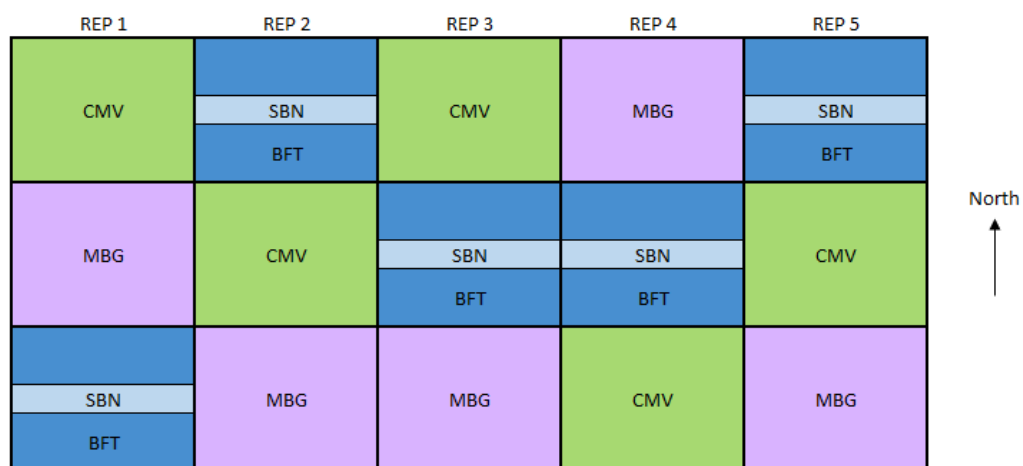 REP 1 REP 2 REP 3 REP 4 REP 5
CMV SBN CMV MBG SBN
BFT BFT
North
MBG CMV SBN SBN CMV
BFT BFT
SBN MBG MBG CMV MBG
BFT